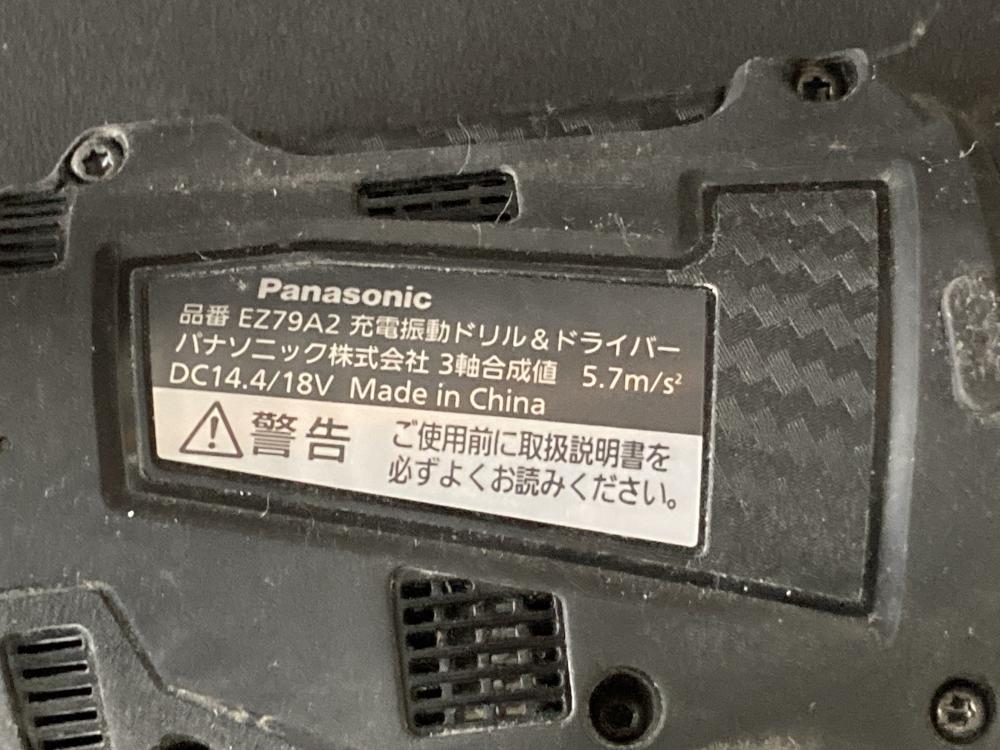 Panasonic
品番 EZ79A2 充電振動ドリル&ドライバー
パナソニック株式会社 3軸合成値 5.7m/s²
DC14.4/18V Made in China
警告
ご使用前に取扱説明書を
必ずよくお読みください。